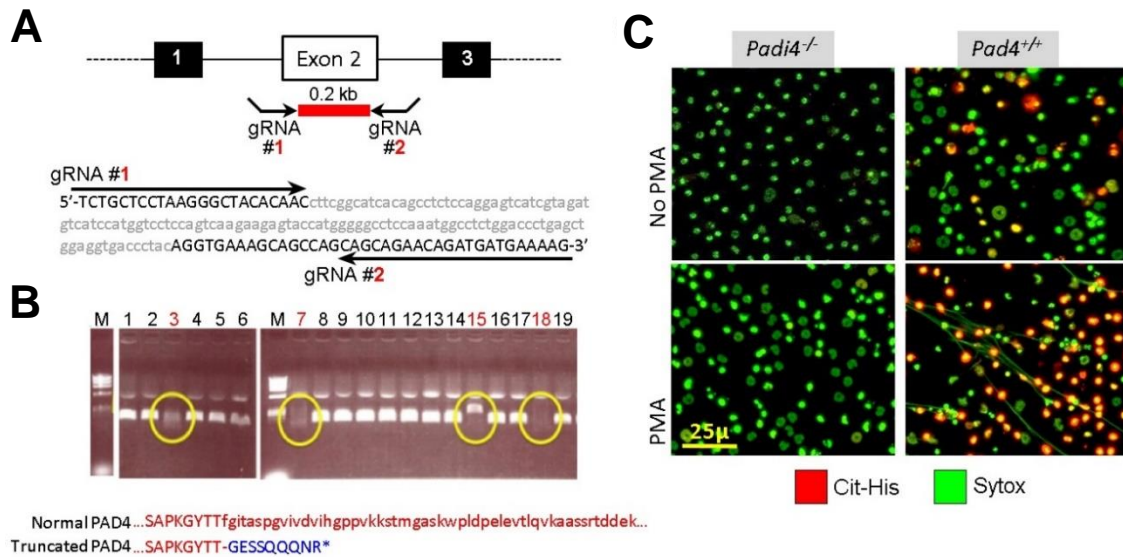 A
1
Exon 2
3
0.2 kb
gRNA
#1
gRNA
#2
gRNA #1
5’-TCTGCTCCTAAGGGCTACACAACcttcggcatcacagcctctccaggagtcatcgtagat
gtcatccatggtcctccagtcaagaagagtaccatgggggcctccaaatggcctctggaccctgagct
ggaggtgaccctacAGGTGAAAGCAGCCAGCAGCAGAACAGATGATGAAAAG-3’
gRNA #2
B
M 1 2 3 4 5 6 M 7 8 9 10 11 12 13 14 15 16 17 18 19
Normal PAD4 ...SAPKGYTTfgitaspgvivdvihgppvkkstmgaskwpldpelevtlqvkaassrtddek...
Truncated PAD4 ...SAPKGYTT-GESSQQQNR*
C
Padi4-/- Pad4+/+
No PMA
PMA
25μ
Cit-His Sytox